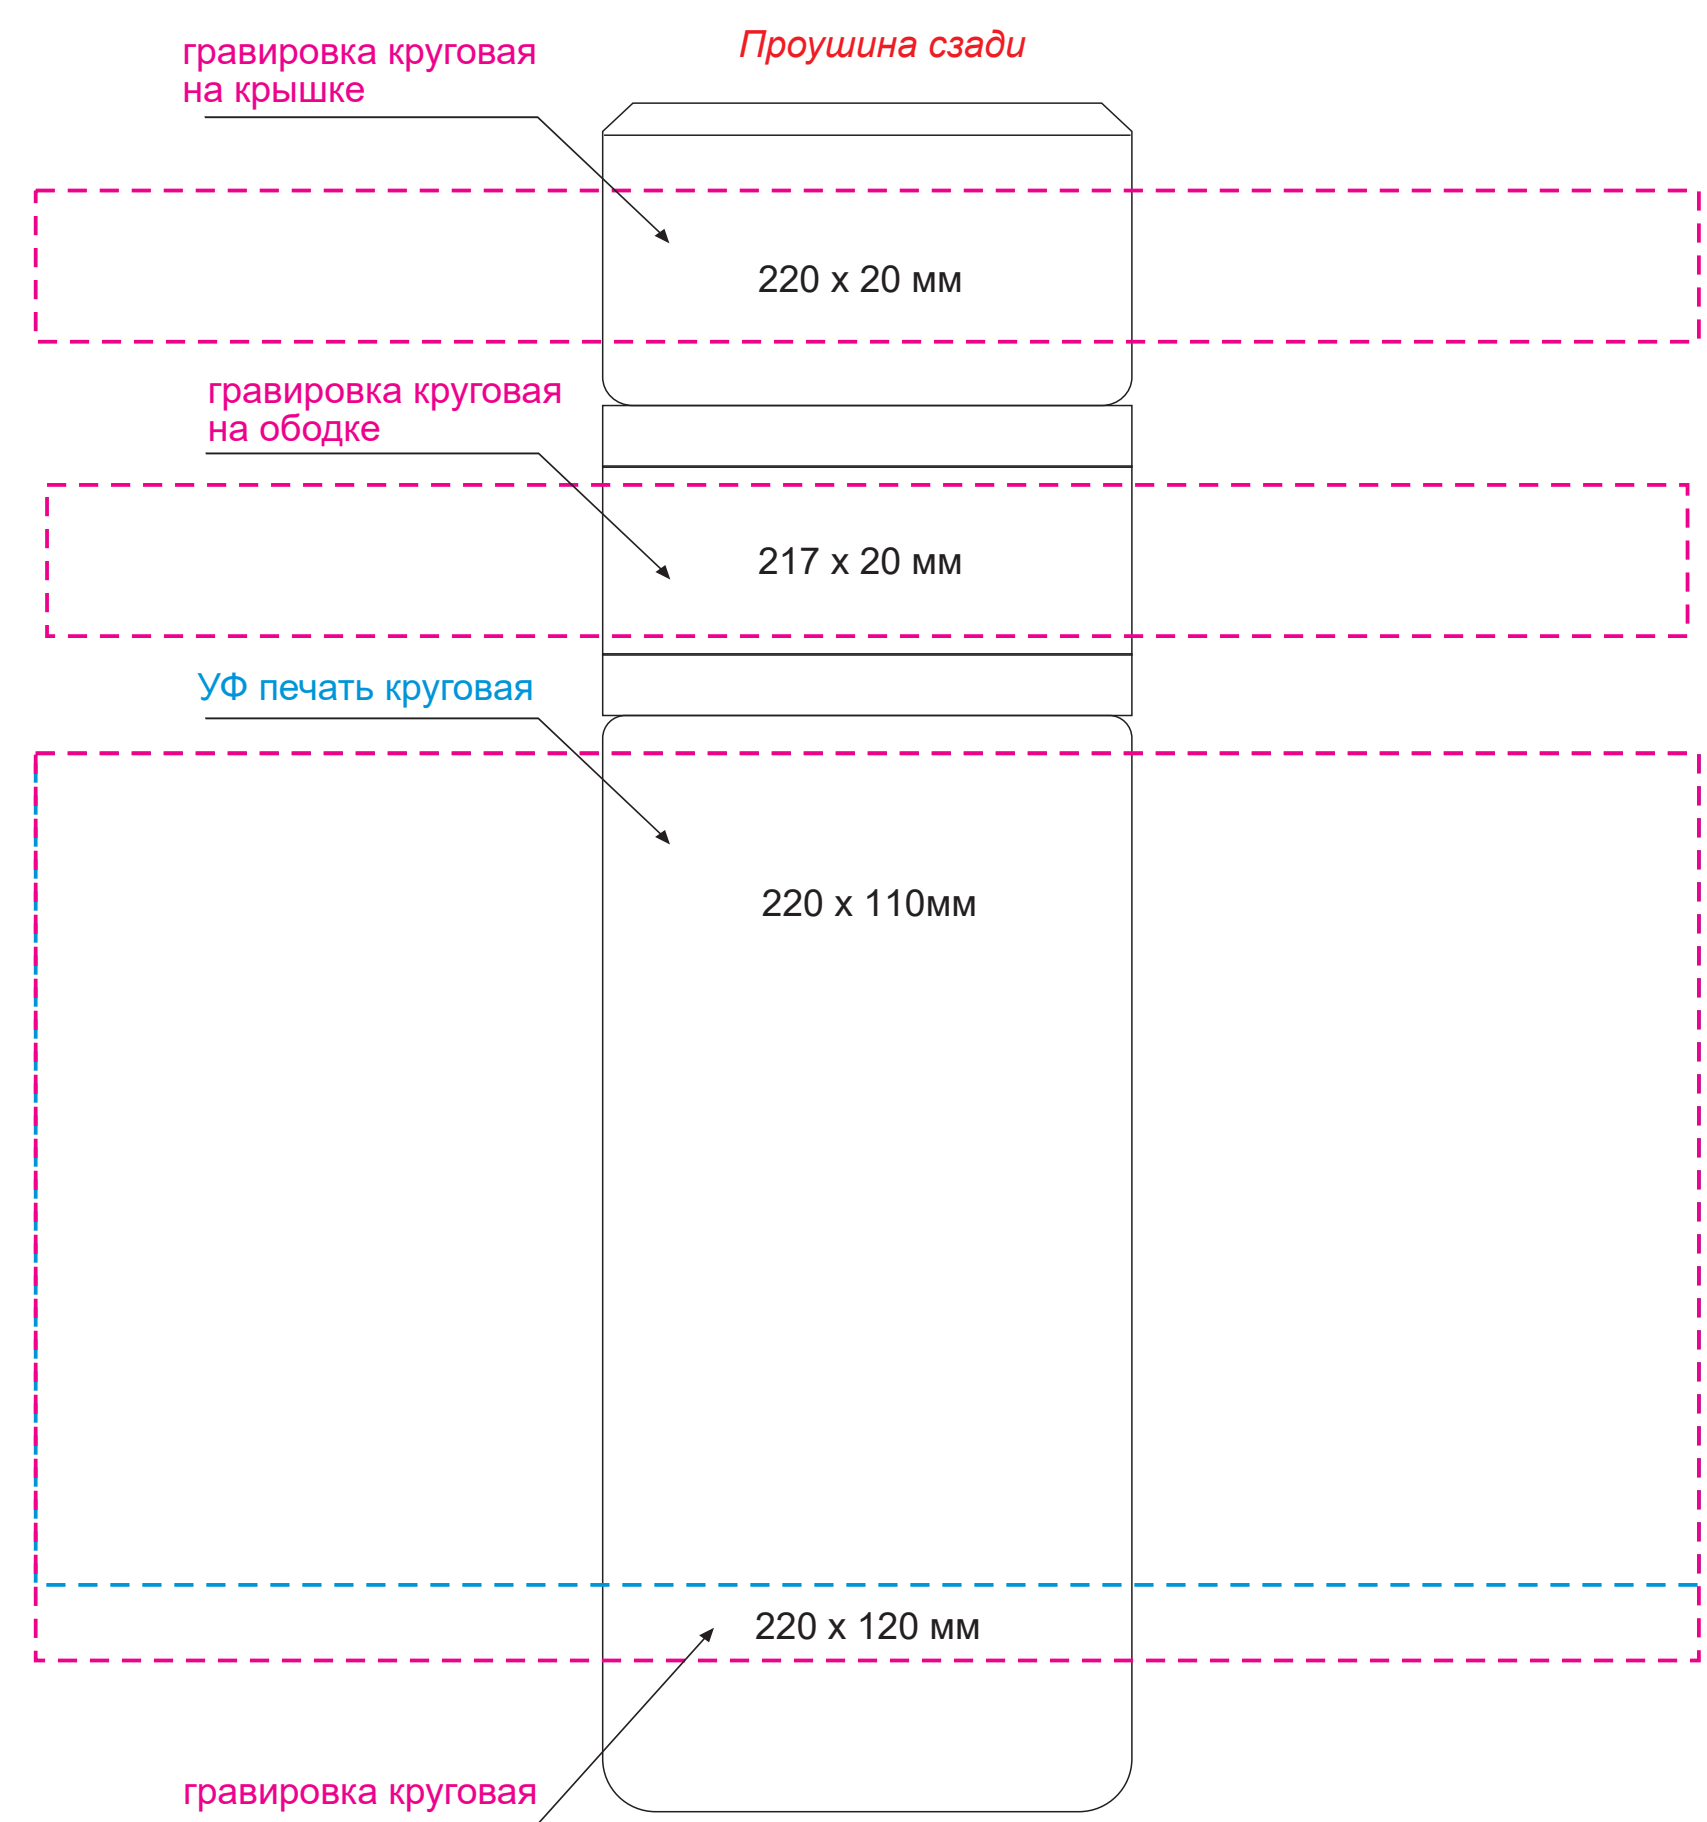 Проушина сзади
гравировка круговая
на крышке
220 х 20 мм
гравировка круговая
на ободке
217 х 20 мм
УФ печать круговая
220 х 110мм
220 х 120 мм
гравировка круговая